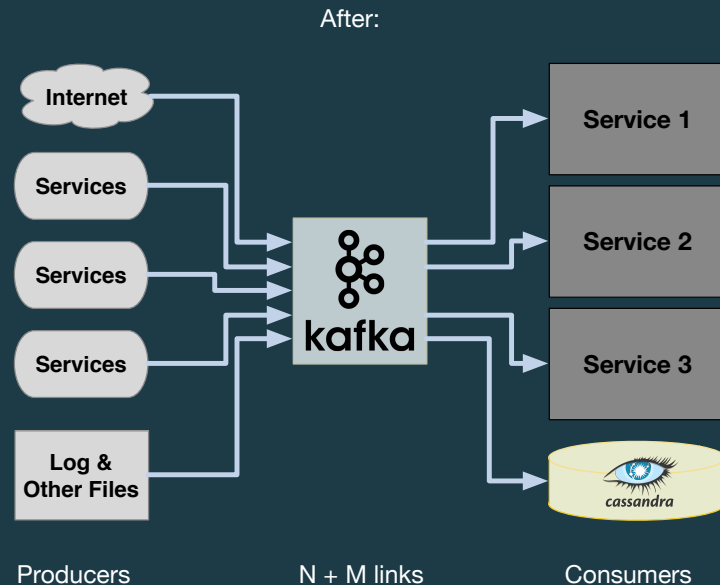 After:
Internet
Services
Services
Services
Log &
Other Files
kafka
Service 1
Service 2
Service 3
cassandra
Producers
N + M links
Consumers